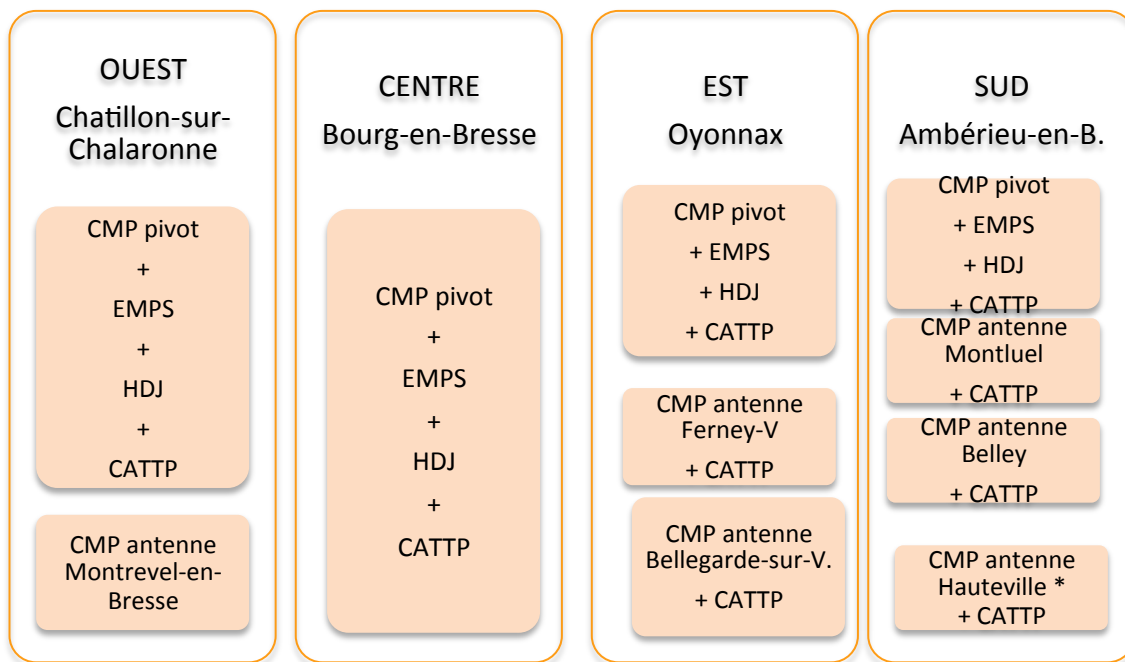 OUEST
Chatillon-sur-
Chalaronne
CMP pivot
+
EMPS
+
HDJ
+
CATTP
CMP antenne
Montrevel-en-
Bresse
CENTRE
Bourg-en-Bresse
CMP pivot
+
EMPS
+
HDJ
+
CATTP
EST
Oyonnax
CMP pivot
+ EMPS
+ HDJ
+ CATTP
CMP antenne
Ferney-V
+ CATTP
CMP antenne
Bellegarde-sur-V.
+ CATTP
SUD
Ambérieu-en-B.
CMP pivot
+ EMPS
+ HDJ
+ CATTP
CMP antenne
Montluel
+ CATTP
CMP antenne
Belley
+ CATTP
CMP antenne
Hauteville *
+ CATTP